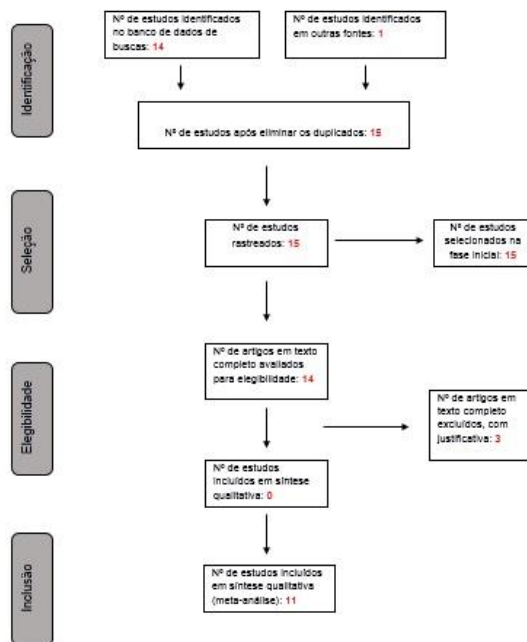 Identificação
Nº de estudos identificados
no banco de dados de
buscas: 14
Nº de estudos identificados
em outras fontes: 1
Nº de estudos após eliminar os duplicados: 15
Seleção
Nº de estudos
rastreados: 15
Nº de estudos
selecionados na
fase inicial: 15
Elegibilidade
Nº de artigos em texto
completo avaliados
para elegibilidade: 14
Nº de artigos em
texto completo
excluídos, com
justificativa: 3
Nº de estudos
incluídos em síntese
qualitativa: 0
Inclusão
Nº de estudos incluídos
em síntese qualitativa
(meta-análise): 11